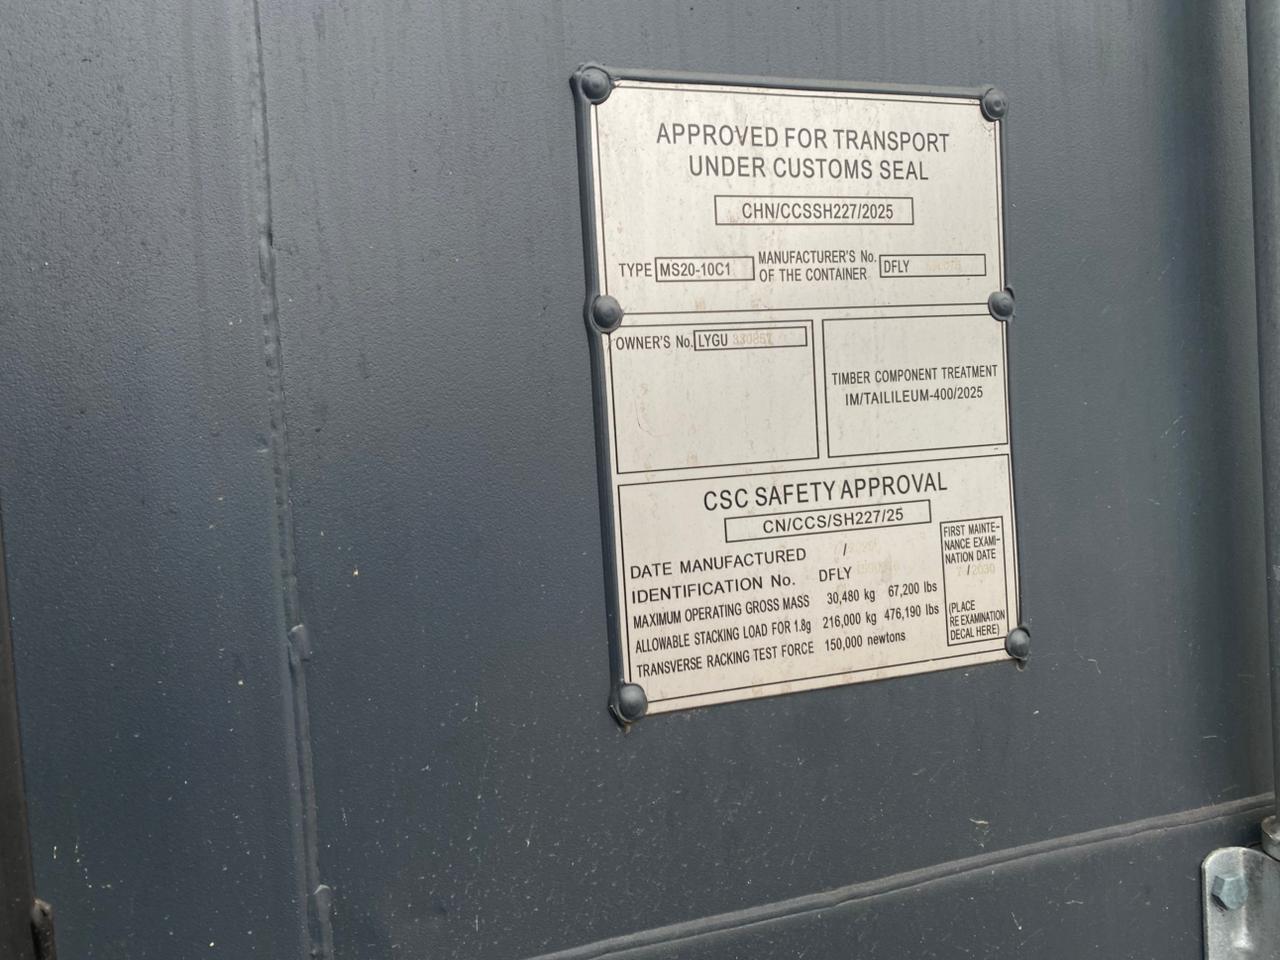 APPROVED FOR TRANSPORT
UNDER CUSTOMS SEAL
CHN/CCSSH227/2025
TYPE MS20-10C1 MANUFACTURER'S No. OF THE CONTAINER DFLY
OWNER'S No. LYGU
TIMBER COMPONENT TREATMENT
IM/TAILILEUM-400/2025
CSC SAFETY APPROVAL
CN/CCS/SH227/25
DATE MANUFACTURED /
IDENTIFICATION No. DFLY
MAXIMUM OPERATING GROSS MASS 30,480 kg 67,200 lbs
ALLOWABLE STACKING LOAD FOR 1.8g 216,000 kg 476,190 lbs
TRANSVERSE RACKING TEST FORCE 150,000 newtons
FIRST MAINTE-
NANCE EXAMI-
NATION DATE
/2030
(PLACE
RE EXAMINATION
DECAL HERE)